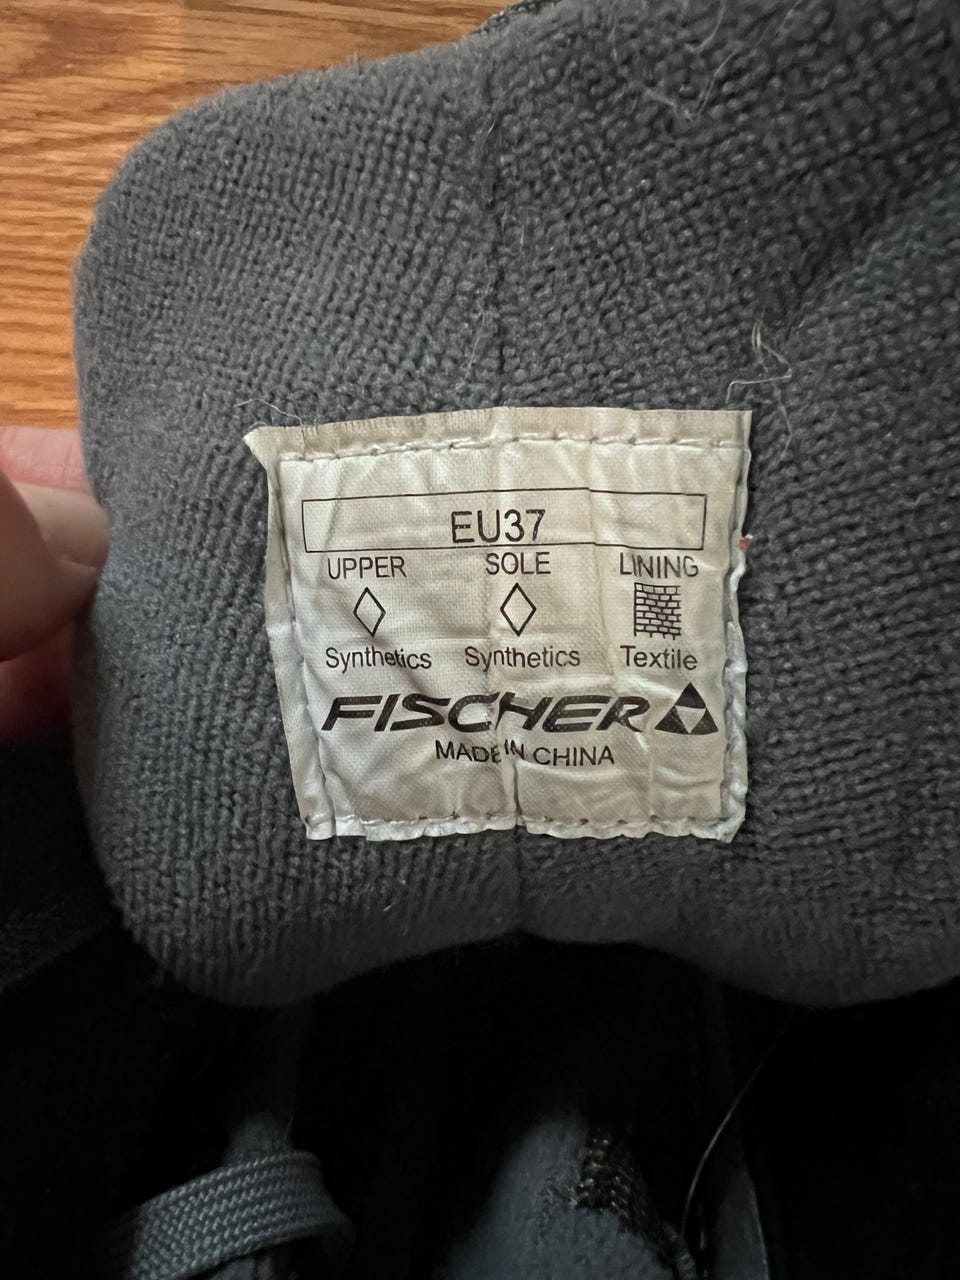 EU37
UPPER SOLE LINING
Synthetics Synthetics Textile
FISCHER
MADE IN CHINA